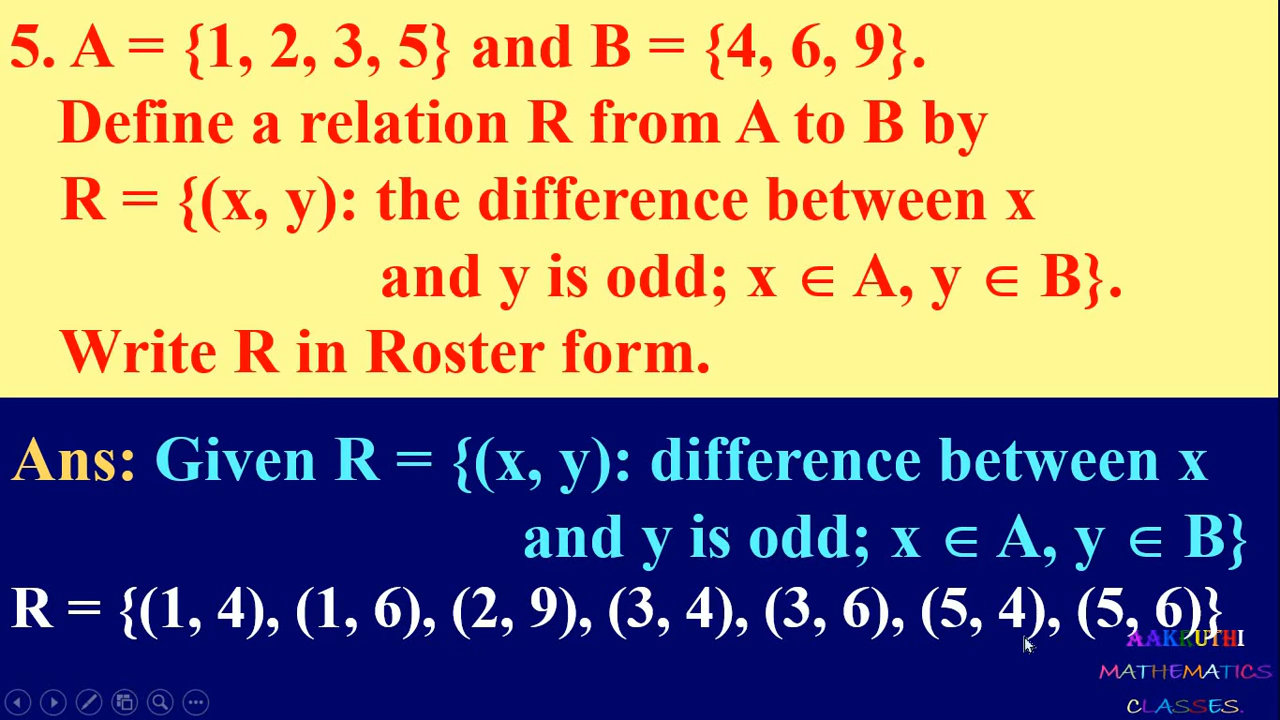 5. A = {1, 2, 3, 5} and B = {4, 6, 9}.
Define a relation R from A to B by
R = {(x, y): the difference between x
and y is odd; x ∈ A, y ∈ B}.
Write R in Roster form.
Ans: Given R = {(x, y): difference between x
and y is odd; x ∈ A, y ∈ B}
R = {(1, 4), (1, 6), (2, 9), (3, 4), (3, 6), (5, 4), (5, 6)}
AAKRUTHI
MATHEMATICS
CLASSES.